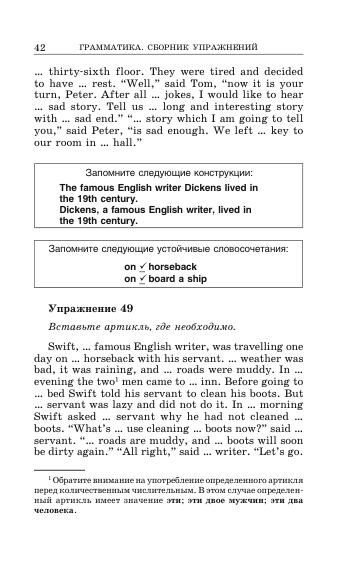 42 ГРАММАТИКА. СБОРНИК УПРАЖНЕНИЙ
... thirty-sixth floor. They were tired and decided
to have ... rest. “Well,” said Tom, “now it is your
turn, Peter. After all ... jokes, I would like to hear
... sad story. Tell us ... long and interesting story
with ... sad end.” “... story which I am going to tell
you,” said Peter, “is sad enough. We left ... key to
our room in ... hall.”
Запомните следующие конструкции:
The famous English writer Dickens lived in
the 19th century.
Dickens, a famous English writer, lived in
the 19th century.
Запомните следующие устойчивые словосочетания:
on ✓ horseback
on ✓ board a ship
Упражнение 49
Вставьте артикль, где необходимо.
Swift, ... famous English writer, was travelling one
day on ... horseback with his servant. ... weather was
bad, it was raining, and ... roads were muddy. In ...
evening the two¹ men came to ... inn. Before going to
... bed Swift told his servant to clean his boots. But
... servant was lazy and did not do it. In ... morning
Swift asked ... servant why he had not cleaned ...
boots. “What’s ... use cleaning ... boots now?” said ...
servant. “... roads are muddy, and ... boots will soon
be dirty again.” “All right,” said ... writer. “Let’s go.
¹ Обратите внимание на употребление определенного артикля
перед количественным числительным. В этом случае определен-
ный артикль имеет значение эти; эти двое мужчин; эти два
человека.